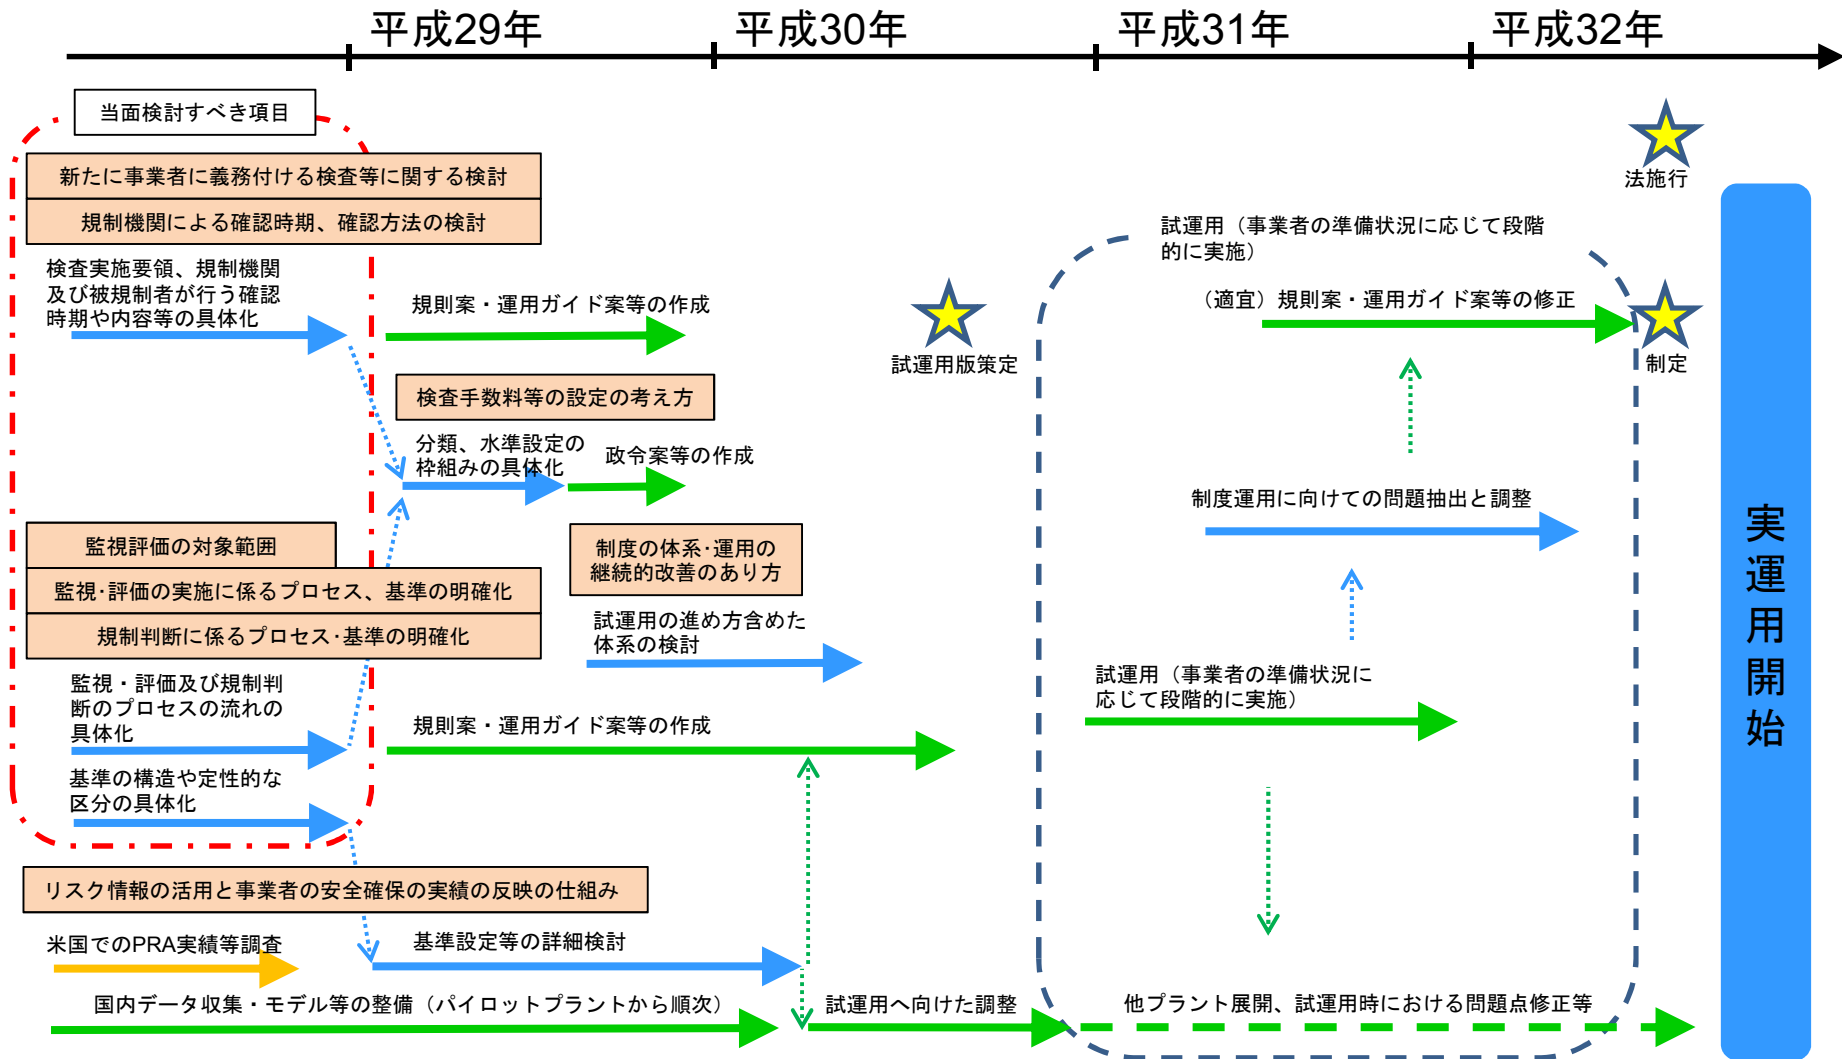 平成29年
平成30年
平成31年
平成32年
当面検討すべき項目
新たに事業者に義務付ける検査等に関する検討
規制機関による確認時期、確認方法の検討
検査実施要領、規制機関
及び被規制者が行う確認
時期や内容等の具体化
規則案・運用ガイド案等の作成
試運用版策定
試運用（事業者の準備状況に応じて段階
的に実施）
（適宜）規則案・運用ガイド案等の修正
法施行
制定
検査手数料等の設定の考え方
分類、水準設定の
枠組みの具体化
政令案等の作成
制度運用に向けての問題抽出と調整
監視評価の対象範囲
監視･評価の実施に係るプロセス、基準の明確化
規制判断に係るプロセス･基準の明確化
制度の体系･運用の
継続的改善のあり方
試運用の進め方含めた
体系の検討
監視・評価及び規制判
断のプロセスの流れの
具体化
規則案・運用ガイド案等の作成
試運用（事業者の準備状況に
応じて段階的に実施）
基準の構造や定性的な
区分の具体化
リスク情報の活用と事業者の安全確保の実績の反映の仕組み
米国でのPRA実績等調査
基準設定等の詳細検討
国内データ収集・モデル等の整備（パイロットプラントから順次）
試運用へ向けた調整
他プラント展開、試運用時における問題点修正等
実運用開始